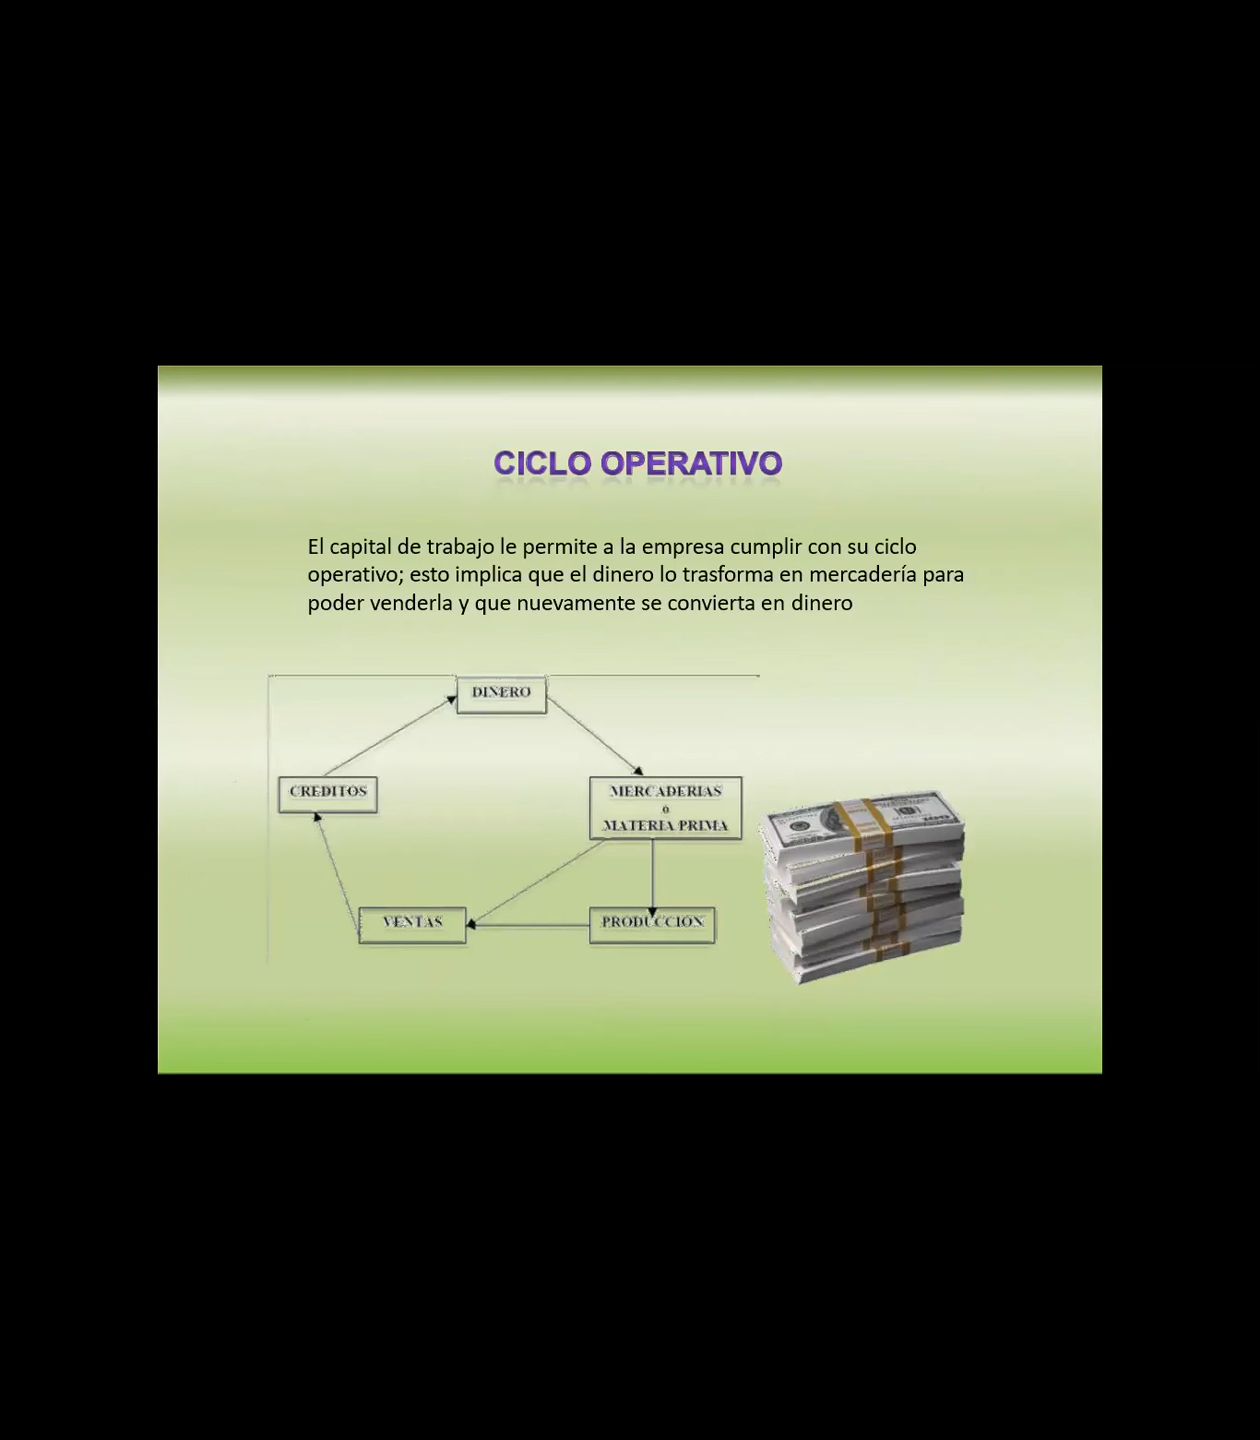 CICLO OPERATIVO
El capital de trabajo le permite a la empresa cumplir con su ciclo
operativo; esto implica que el dinero lo trasforma en mercadería para
poder venderla y que nuevamente se convierta en dinero
DINERO
CREDITOS
MERCADERIAS
ò
MATERIA PRIMA
VENTAS
PRODUCCION